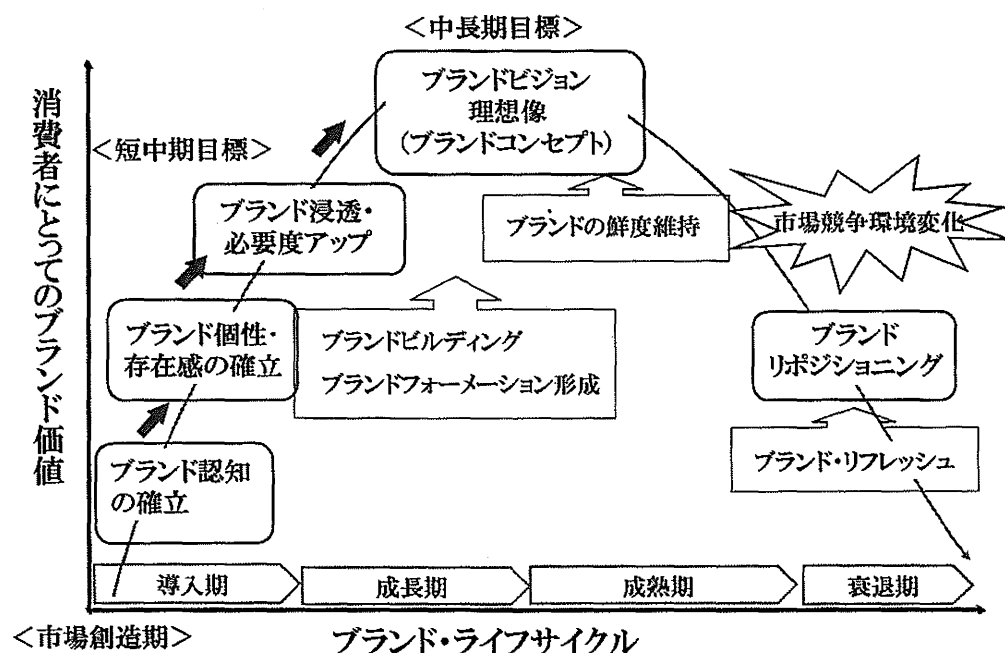 <中長期目標>
ブランドビジョン
理想像
(ブランドコンセプト)
消費者にとってのブランド価値
<短中期目標>
ブランド浸透・
必要度アップ
ブランドの鮮度維持
市場競争環境変化
ブランド個性・
存在感の確立
ブランドビルディング
ブランドフォーメーション形成
ブランド
リポジショニング
ブランド認知
の確立
ブランド・リフレッシュ
導入期
成長期
成熟期
衰退期
<市場創造期>
ブランド・ライフサイクル